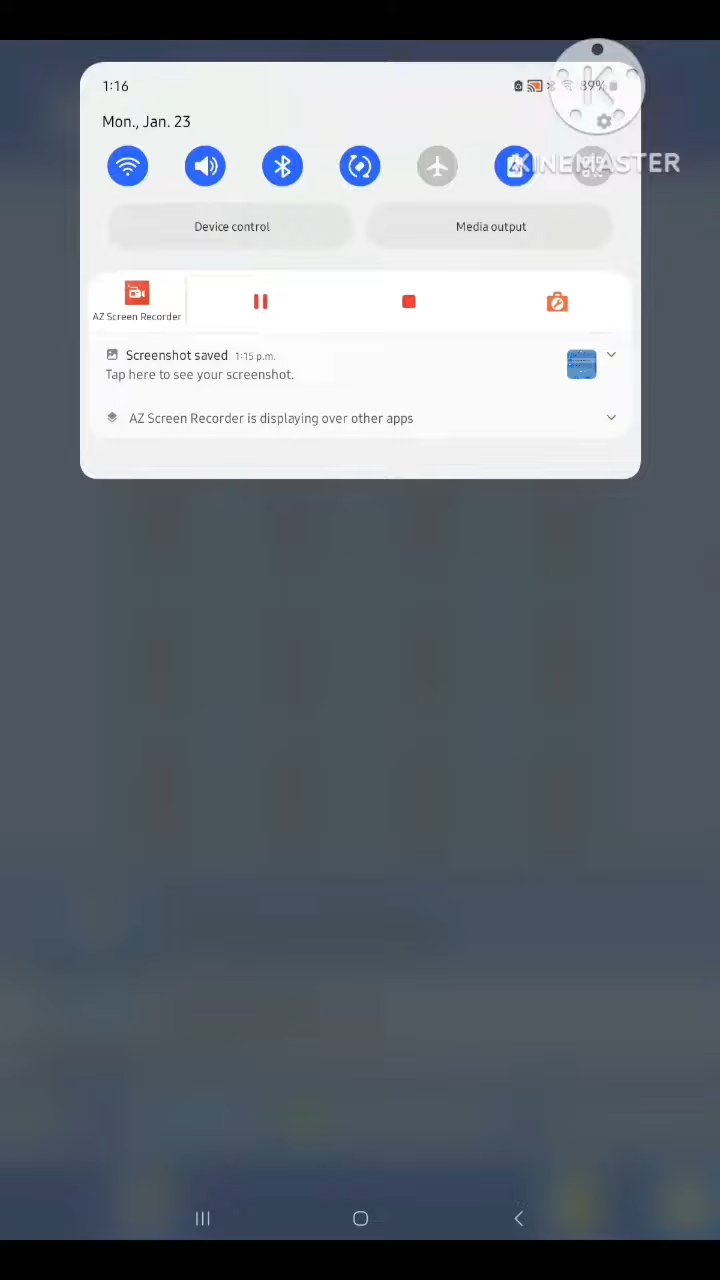 1:16
89%
Mon., Jan. 23
KINEMASTER
Device control
Media output
AZ Screen Recorder
Screenshot saved 1:15 p.m.
Tap here to see your screenshot.
AZ Screen Recorder is displaying over other apps